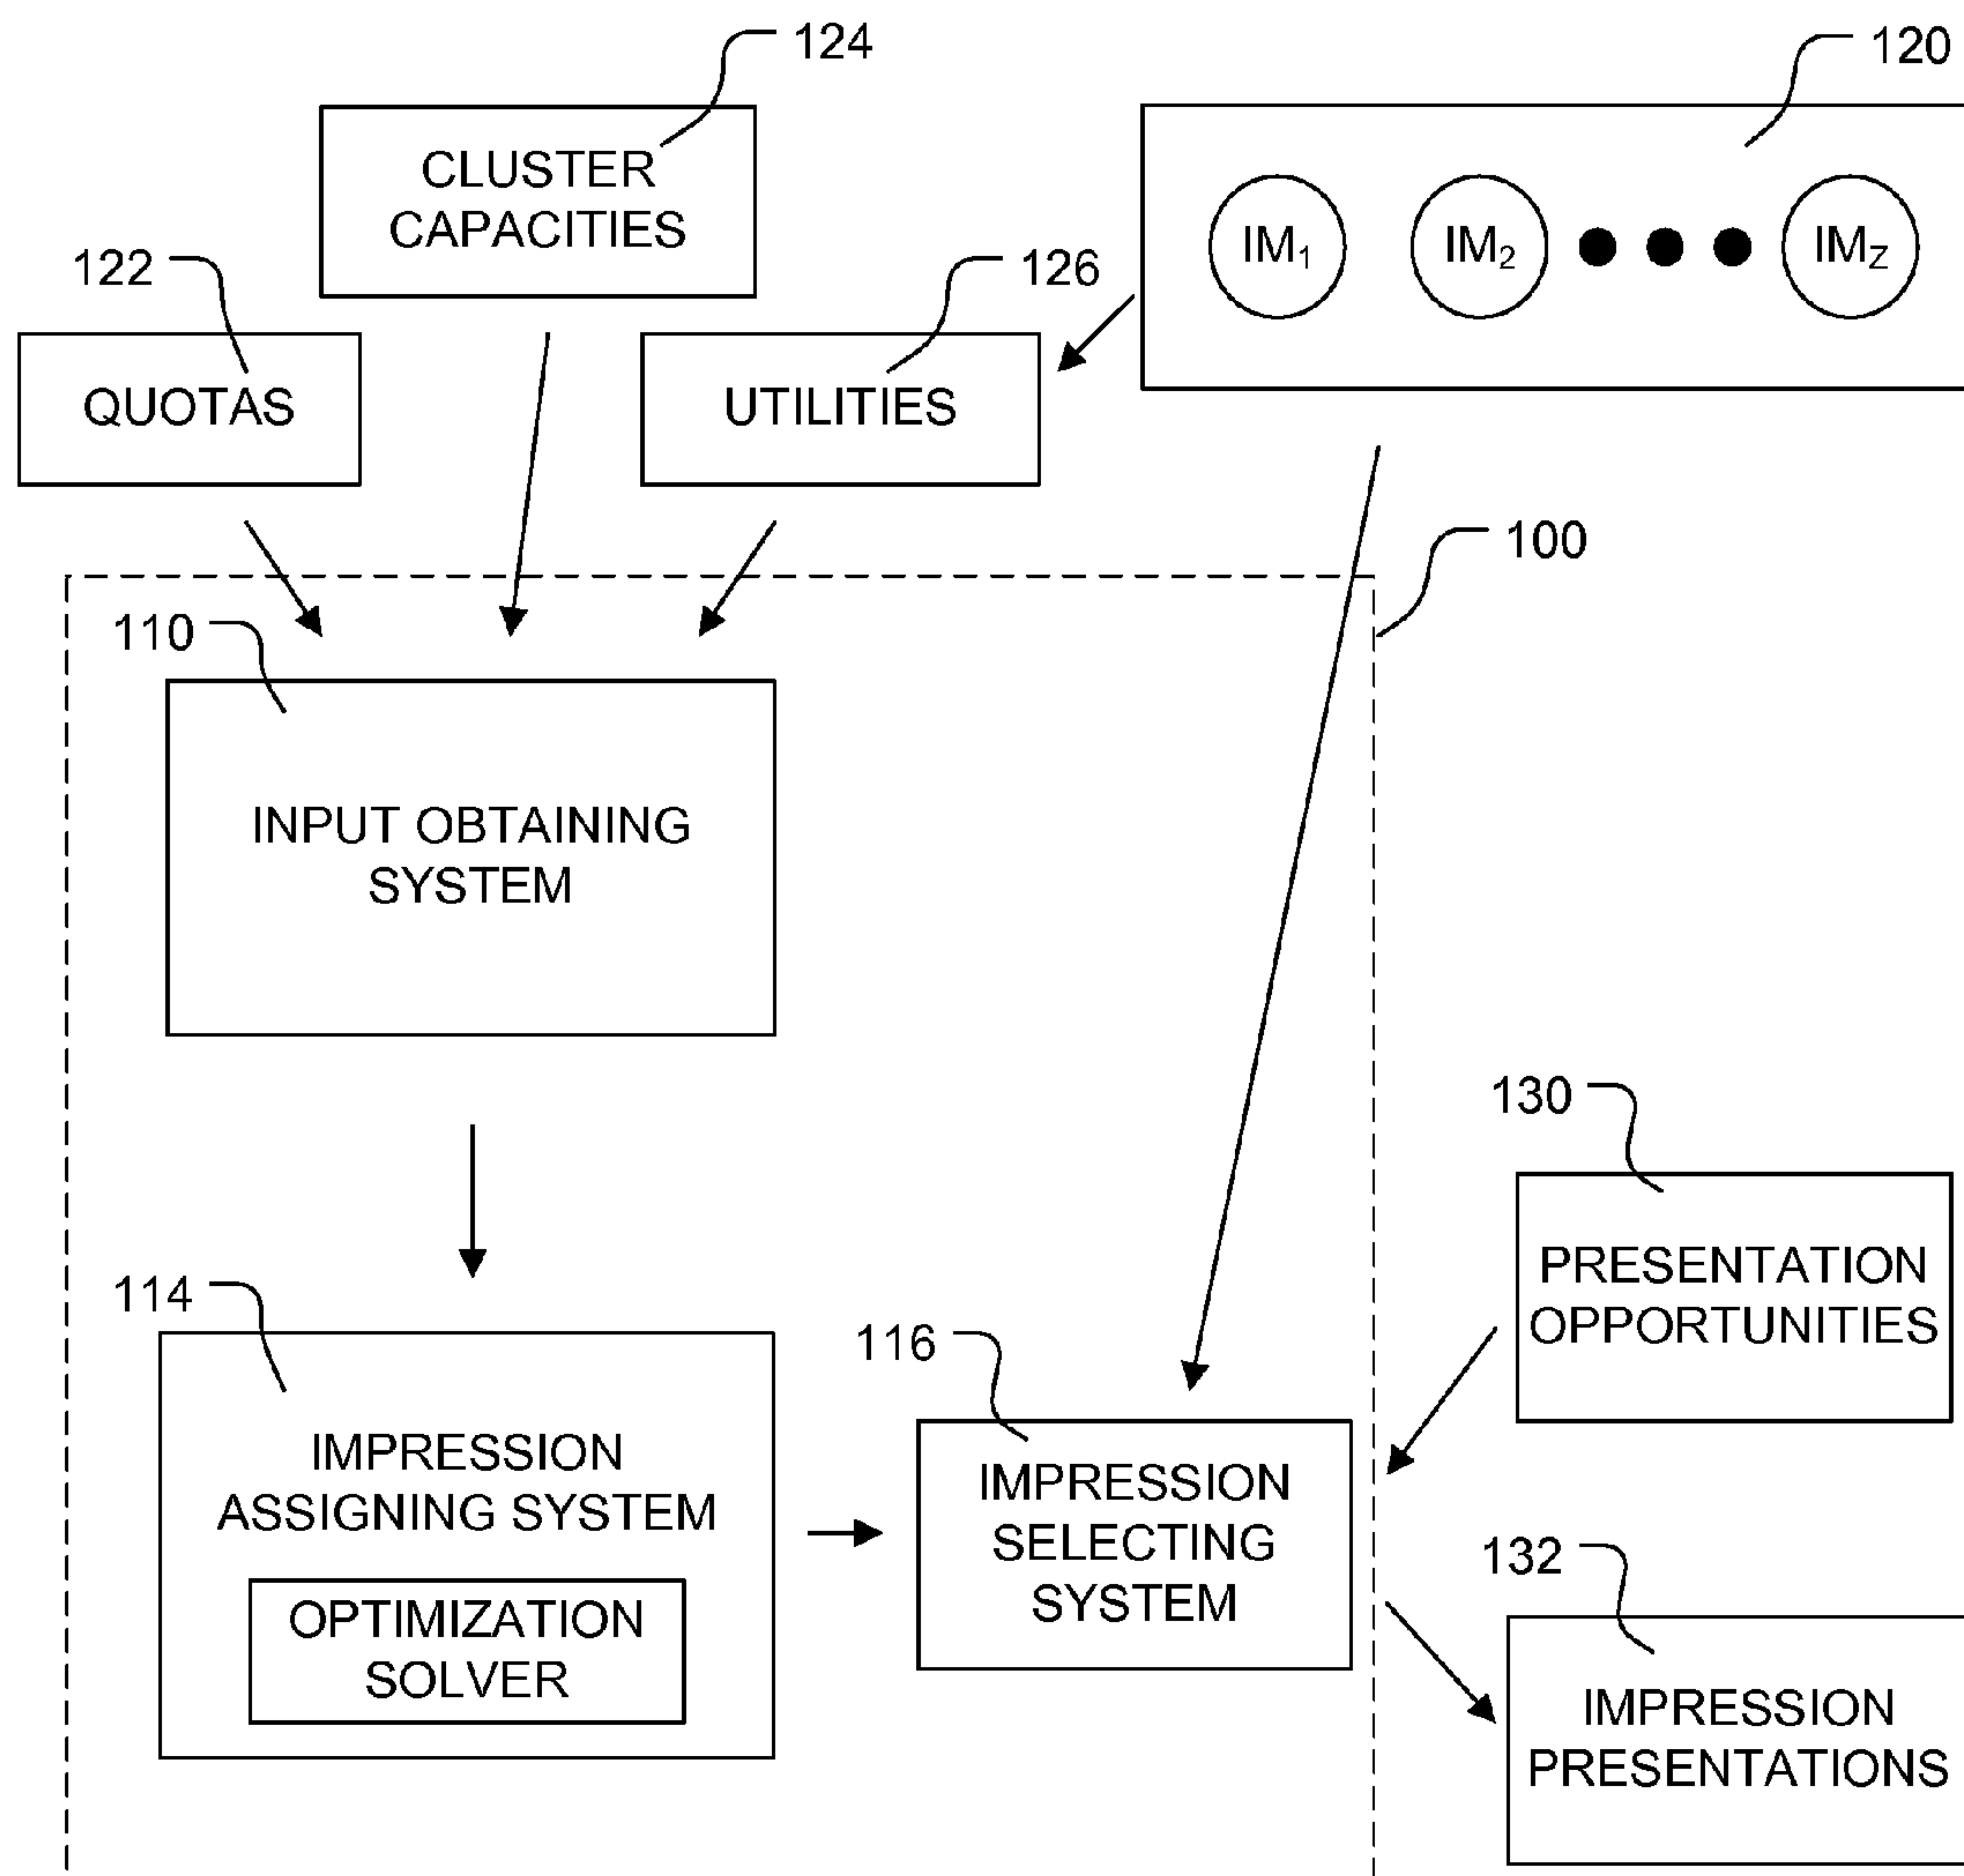 124
120
CLUSTER
CAPACITIES
IM1
IM2
IMZ
122
126
QUOTAS
UTILITIES
100
110
INPUT OBTAINING
SYSTEM
130
PRESENTATION
OPPORTUNITIES
114
116
IMPRESSION
ASSIGNING SYSTEM
IMPRESSION
SELECTING
SYSTEM
OPTIMIZATION
SOLVER
132
IMPRESSION
PRESENTATIONS